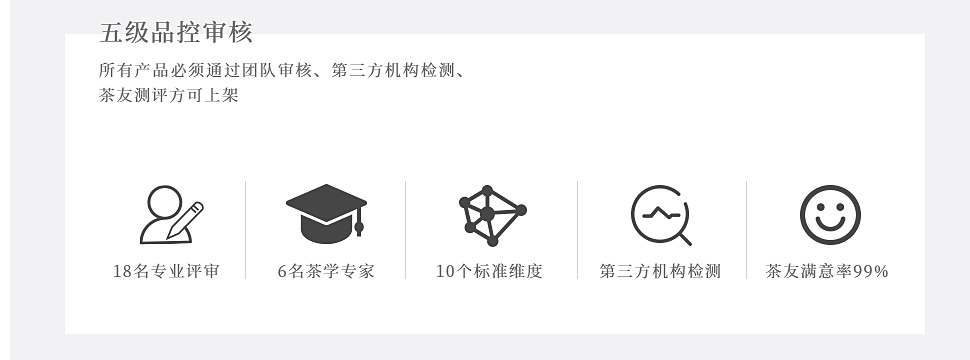 五级品控审核
所有产品必须通过团队审核、第三方机构检测、
茶友测评方可上架
18名专业评审
6名茶学专家
10个标准维度
第三方机构检测
茶友满意率99%